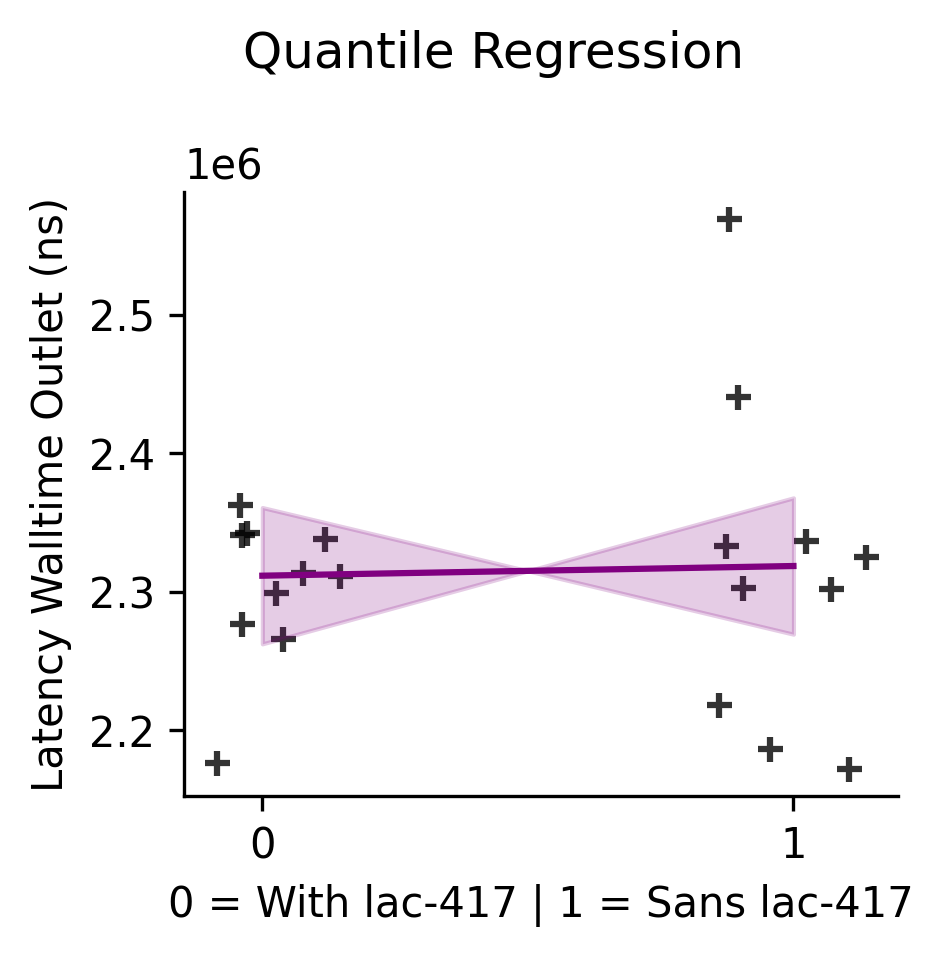 Quantile Regression
1e6
Latency Walltime Outlet (ns)
2.5
2.4
2.3
2.2
0 1
0 = With lac-417 | 1 = Sans lac-417